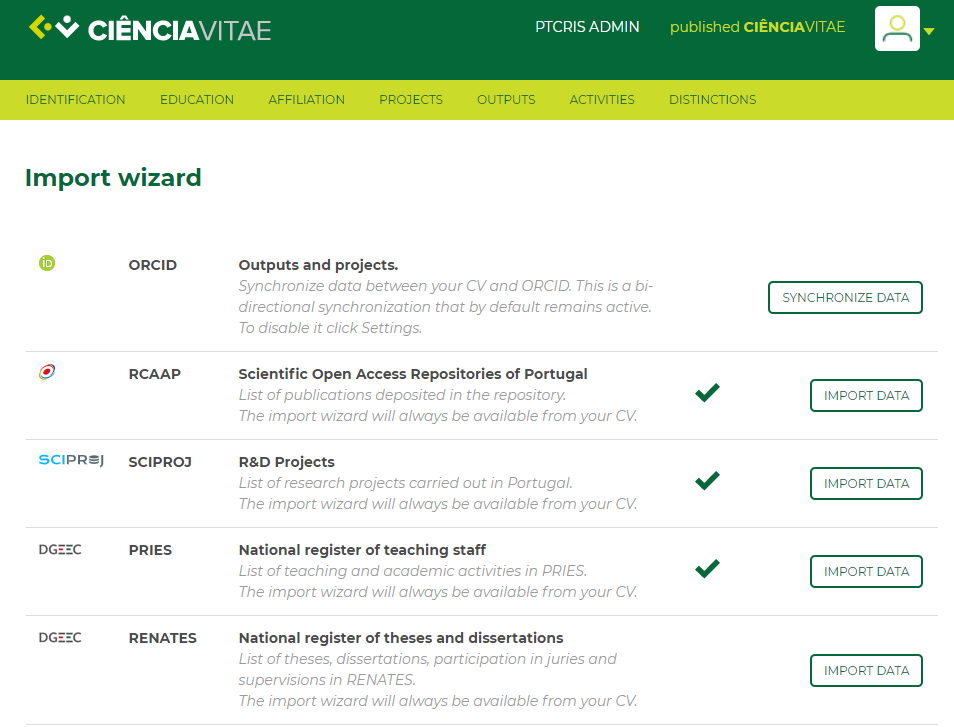 CIÊNCIAVITAE
PTCRIS ADMIN
published CIÊNCIAVITAE
IDENTIFICATION EDUCATION AFFILIATION PROJECTS OUTPUTS ACTIVITIES DISTINCTIONS
Import wizard
iD
ORCID
Outputs and projects.
Synchronize data between your CV and ORCID. This is a bi-
directional synchronization that by default remains active.
To disable it click Settings.
SYNCHRONIZE DATA
RCAAP
Scientific Open Access Repositories of Portugal
List of publications deposited in the repository.
The import wizard will always be available from your CV.
IMPORT DATA
SCIPROJ
SCIPROJ
R&D Projects
List of research projects carried out in Portugal.
The import wizard will always be available from your CV.
IMPORT DATA
DGEEC
PRIES
National register of teaching staff
List of teaching and academic activities in PRIES.
The import wizard will always be available from your CV.
IMPORT DATA
DGEEC
RENATES
National register of theses and dissertations
List of theses, dissertations, participation in juries and
supervisions in RENATES.
The import wizard will always be available from your CV.
IMPORT DATA